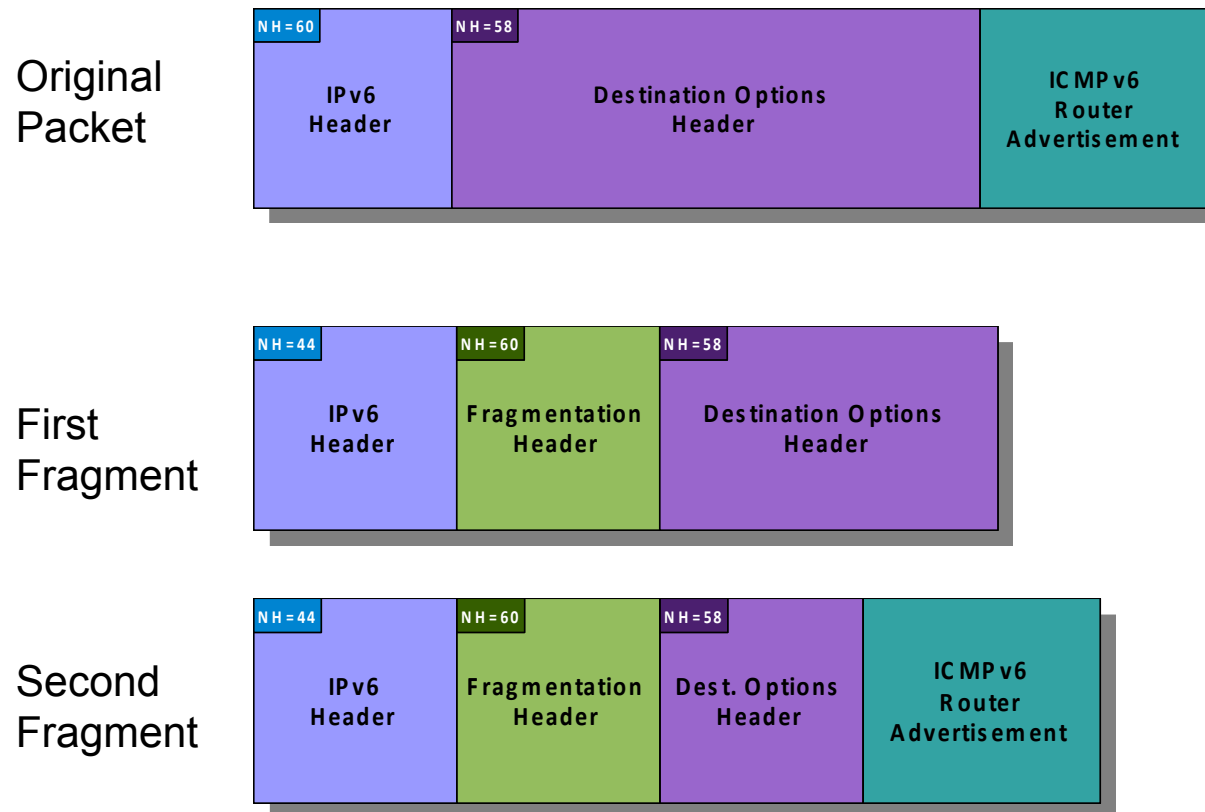 Original
Packet
NH=60
IPv6
Header
NH=58
Destination Options
Header
ICMPv6
Router
Advertisement
First
Fragment
NH=44
IPv6
Header
NH=60
Fragmentation
Header
NH=58
Destination Options
Header
Second
Fragment
NH=44
IPv6
Header
NH=60
Fragmentation
Header
NH=58
Dest. Options
Header
ICMPv6
Router
Advertisement